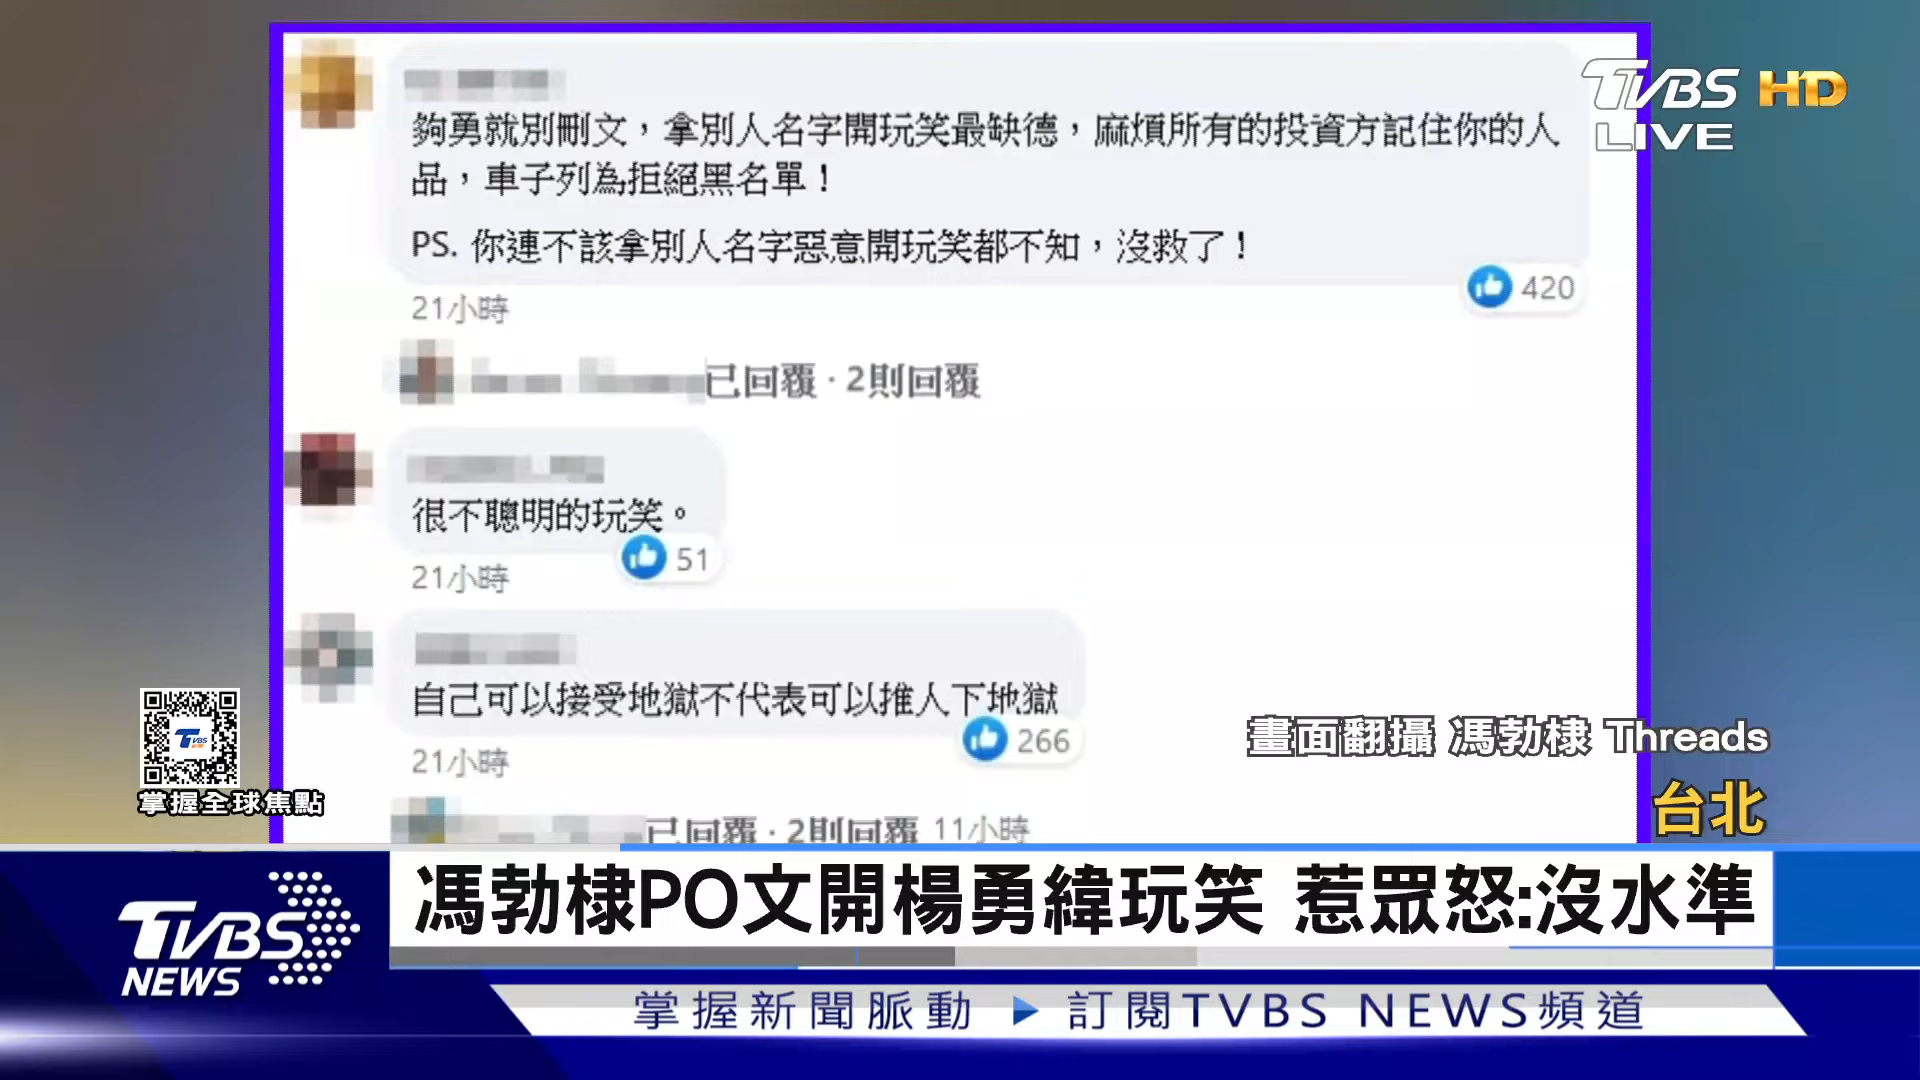 TVBS HD
LIVE
夠勇就別刪文，拿別人名字開玩笑最缺德，麻煩所有的投資方記住你的人
品，車子列為拒絕黑名單！
PS. 你連不該拿別人名字惡意開玩笑都不知，沒救了！
420
21小時
已回覆 · 2則回覆
很不聰明的玩笑。
51
21小時
自己可以接受地獄不代表可以推人下地獄
266
21小時
已回覆 · 2則回覆 11小時
畫面翻攝 馮勃棣 Threads
台北
TVBS
新聞
掌握全球焦點
馮勃棣PO文開楊勇緯玩笑 惹眾怒:沒水準
TVBS
NEWS
掌握新聞脈動 ▶ 訂閱TVBS NEWS頻道